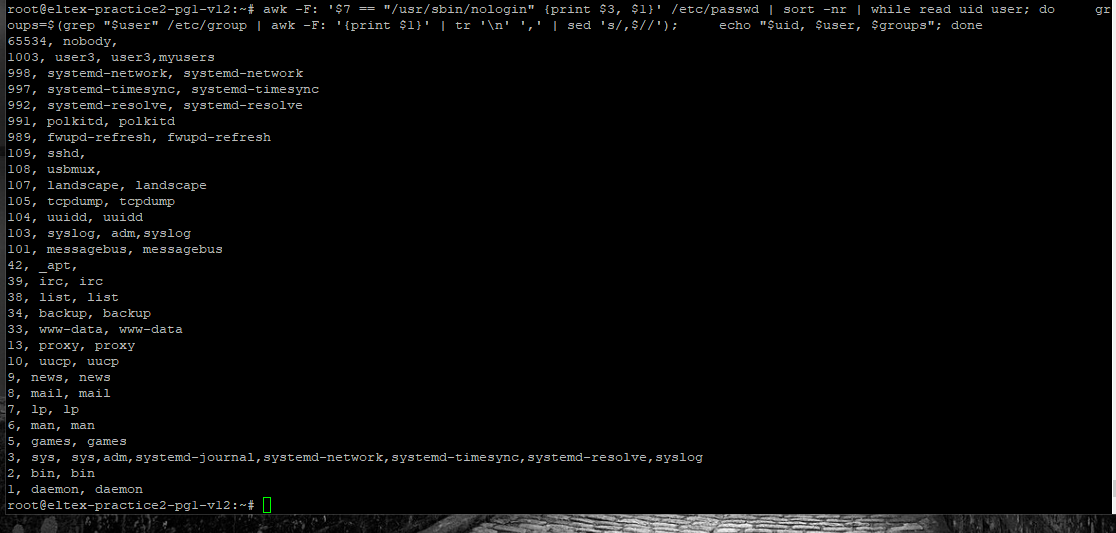 root@eltex-practice2-pg1-v12:~# awk -F: '$7 == "/usr/sbin/nologin" {print $3, $1}' /etc/passwd | sort -nr | while read uid user; do     gr
oups=$(grep "$user" /etc/group | awk -F: '{print $1}' | tr '\n' ',' | sed 's/,$//');     echo "$uid, $user, $groups"; done
65534, nobody,
1003, user3, user3,myusers
998, systemd-network, systemd-network
997, systemd-timesync, systemd-timesync
992, systemd-resolve, systemd-resolve
991, polkitd, polkitd
989, fwupd-refresh, fwupd-refresh
109, sshd,
108, usbmux,
107, landscape, landscape
105, tcpdump, tcpdump
104, uuidd, uuidd
103, syslog, adm,syslog
101, messagebus, messagebus
42, _apt,
39, irc, irc
38, list, list
34, backup, backup
33, www-data, www-data
13, proxy, proxy
10, uucp, uucp
9, news, news
8, mail, mail
7, lp, lp
6, man, man
5, games, games
3, sys, sys,adm,systemd-journal,systemd-network,systemd-timesync,systemd-resolve,syslog
2, bin, bin
1, daemon, daemon
root@eltex-practice2-pg1-v12:~#